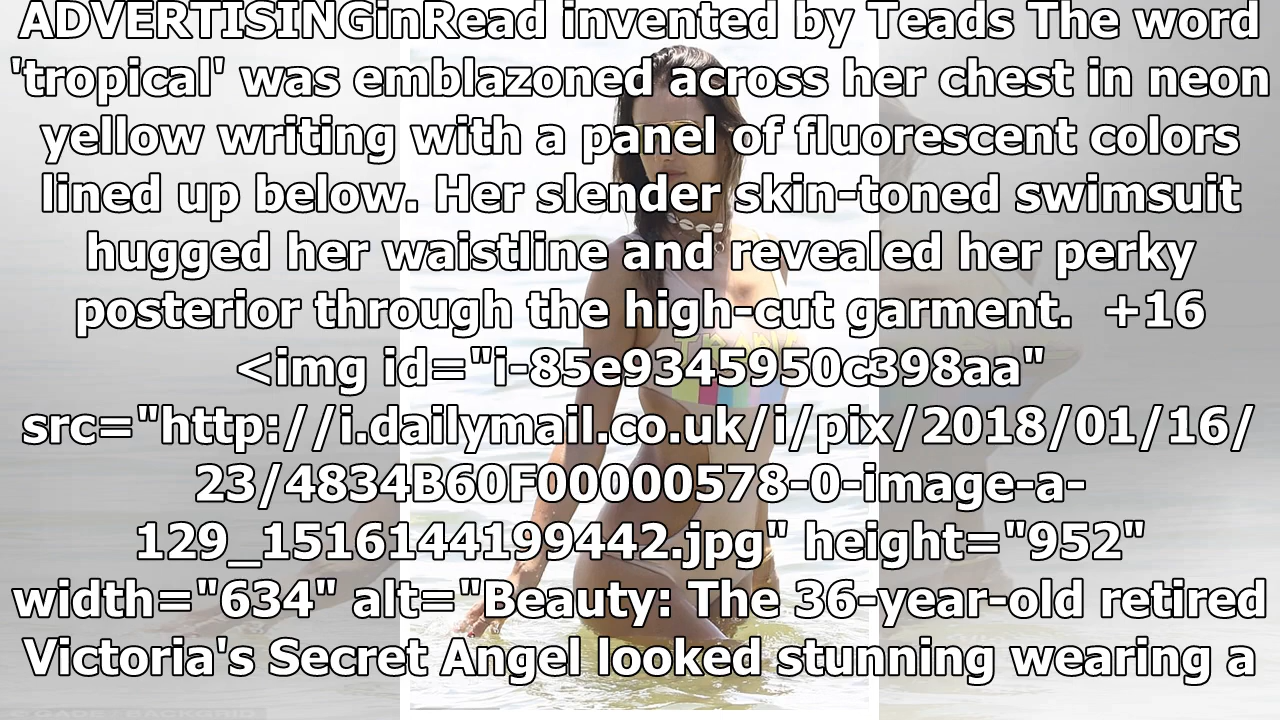 ADVERTISINGinRead invented by Teads The word
'tropical' was emblazoned across her chest in neon
yellow writing with a panel of fluorescent colors
lined up below. Her slender skin-toned swimsuit
hugged her waistline and revealed her perky
posterior through the high-cut garment.  +16
<img id="i-85e9345950c398aa"
src="http://i.dailymail.co.uk/i/pix/2018/01/16/
23/4834B60F00000578-0-image-a-
129_1516144199442.jpg" height="952"
width="634" alt="Beauty: The 36-year-old retired
Victoria's Secret Angel looked stunning wearing a